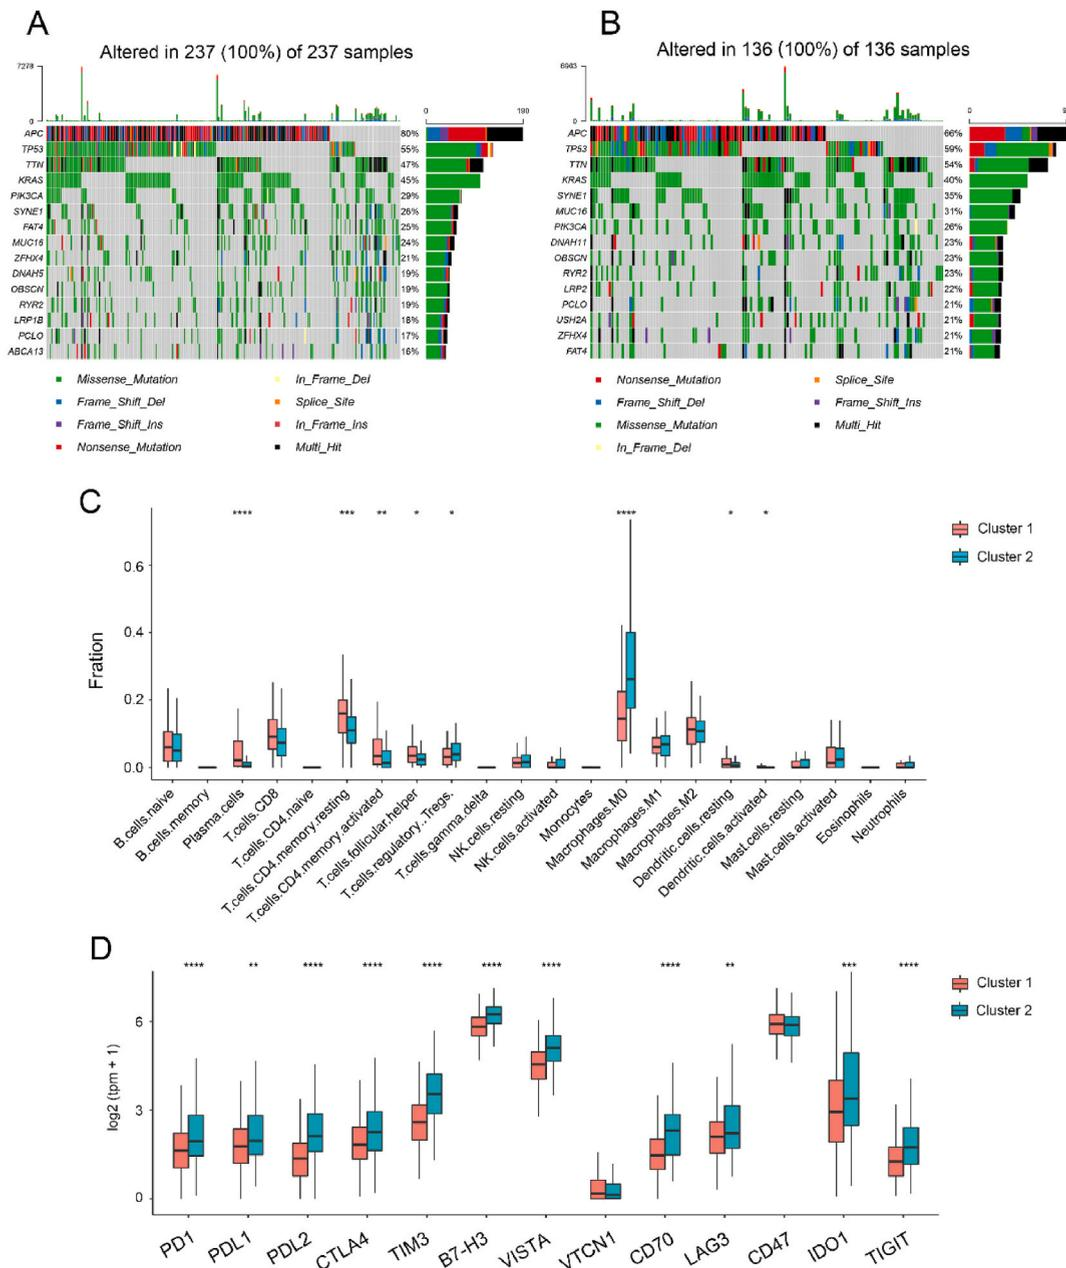 A
Altered in 237 (100%) of 237 samples
7278
0
0 190
APC 80%
TP53 55%
TTN 47%
KRAS 45%
PIK3CA 29%
SYNE1 26%
FAT4 25%
MUC16 24%
ZFHX4 21%
DNAH5 19%
OBSCN 19%
RYR2 19%
LRP1B 18%
PCLO 17%
ABCA13 16%
Missense_Mutation In_Frame_Del
Frame_Shift_Del Splice_Site
Frame_Shift_Ins In_Frame_Ins
Nonsense_Mutation Multi_Hit
B
Altered in 136 (100%) of 136 samples
0
0
APC 66%
TP53 59%
TTN 54%
KRAS 40%
SYNE1 35%
MUC16 31%
PIK3CA 26%
DNAH11 23%
OBSCN 23%
RYR2 23%
LRP2 22%
PCLO 21%
USH2A 21%
ZFHX4 21%
FAT4 21%
Nonsense_Mutation Splice_Site
Frame_Shift_Del Frame_Shift_Ins
Missense_Mutation Multi_Hit
In_Frame_Del
C
**** *** ** * * **** * *
Cluster 1
Cluster 2
Fration
0.6
0.4
0.2
0.0
B.cells.naive
B.cells.memory
Plasma.cells
T.cells.CD8
T.cells.CD4.naive
T.cells.CD4.memory.resting
T.cells.CD4.memory.activated
T.cells.follicular.helper
T.cells.regulatory..Tregs.
T.cells.gamma.delta
NK.cells.resting
NK.cells.activated
Monocytes
Macrophages.M0
Macrophages.M1
Macrophages.M2
Dendritic.cells.resting
Dendritic.cells.activated
Mast.cells.resting
Mast.cells.activated
Eosinophils
Neutrophils
D
**** ** **** **** **** **** **** **** ** *** ****
Cluster 1
Cluster 2
log2 (tpm + 1)
6
3
0
PD1
PDL1
PDL2
CTLA4
TIM3
B7-H3
VISTA
VTCN1
CD70
LAG3
CD47
IDO1
TIGIT